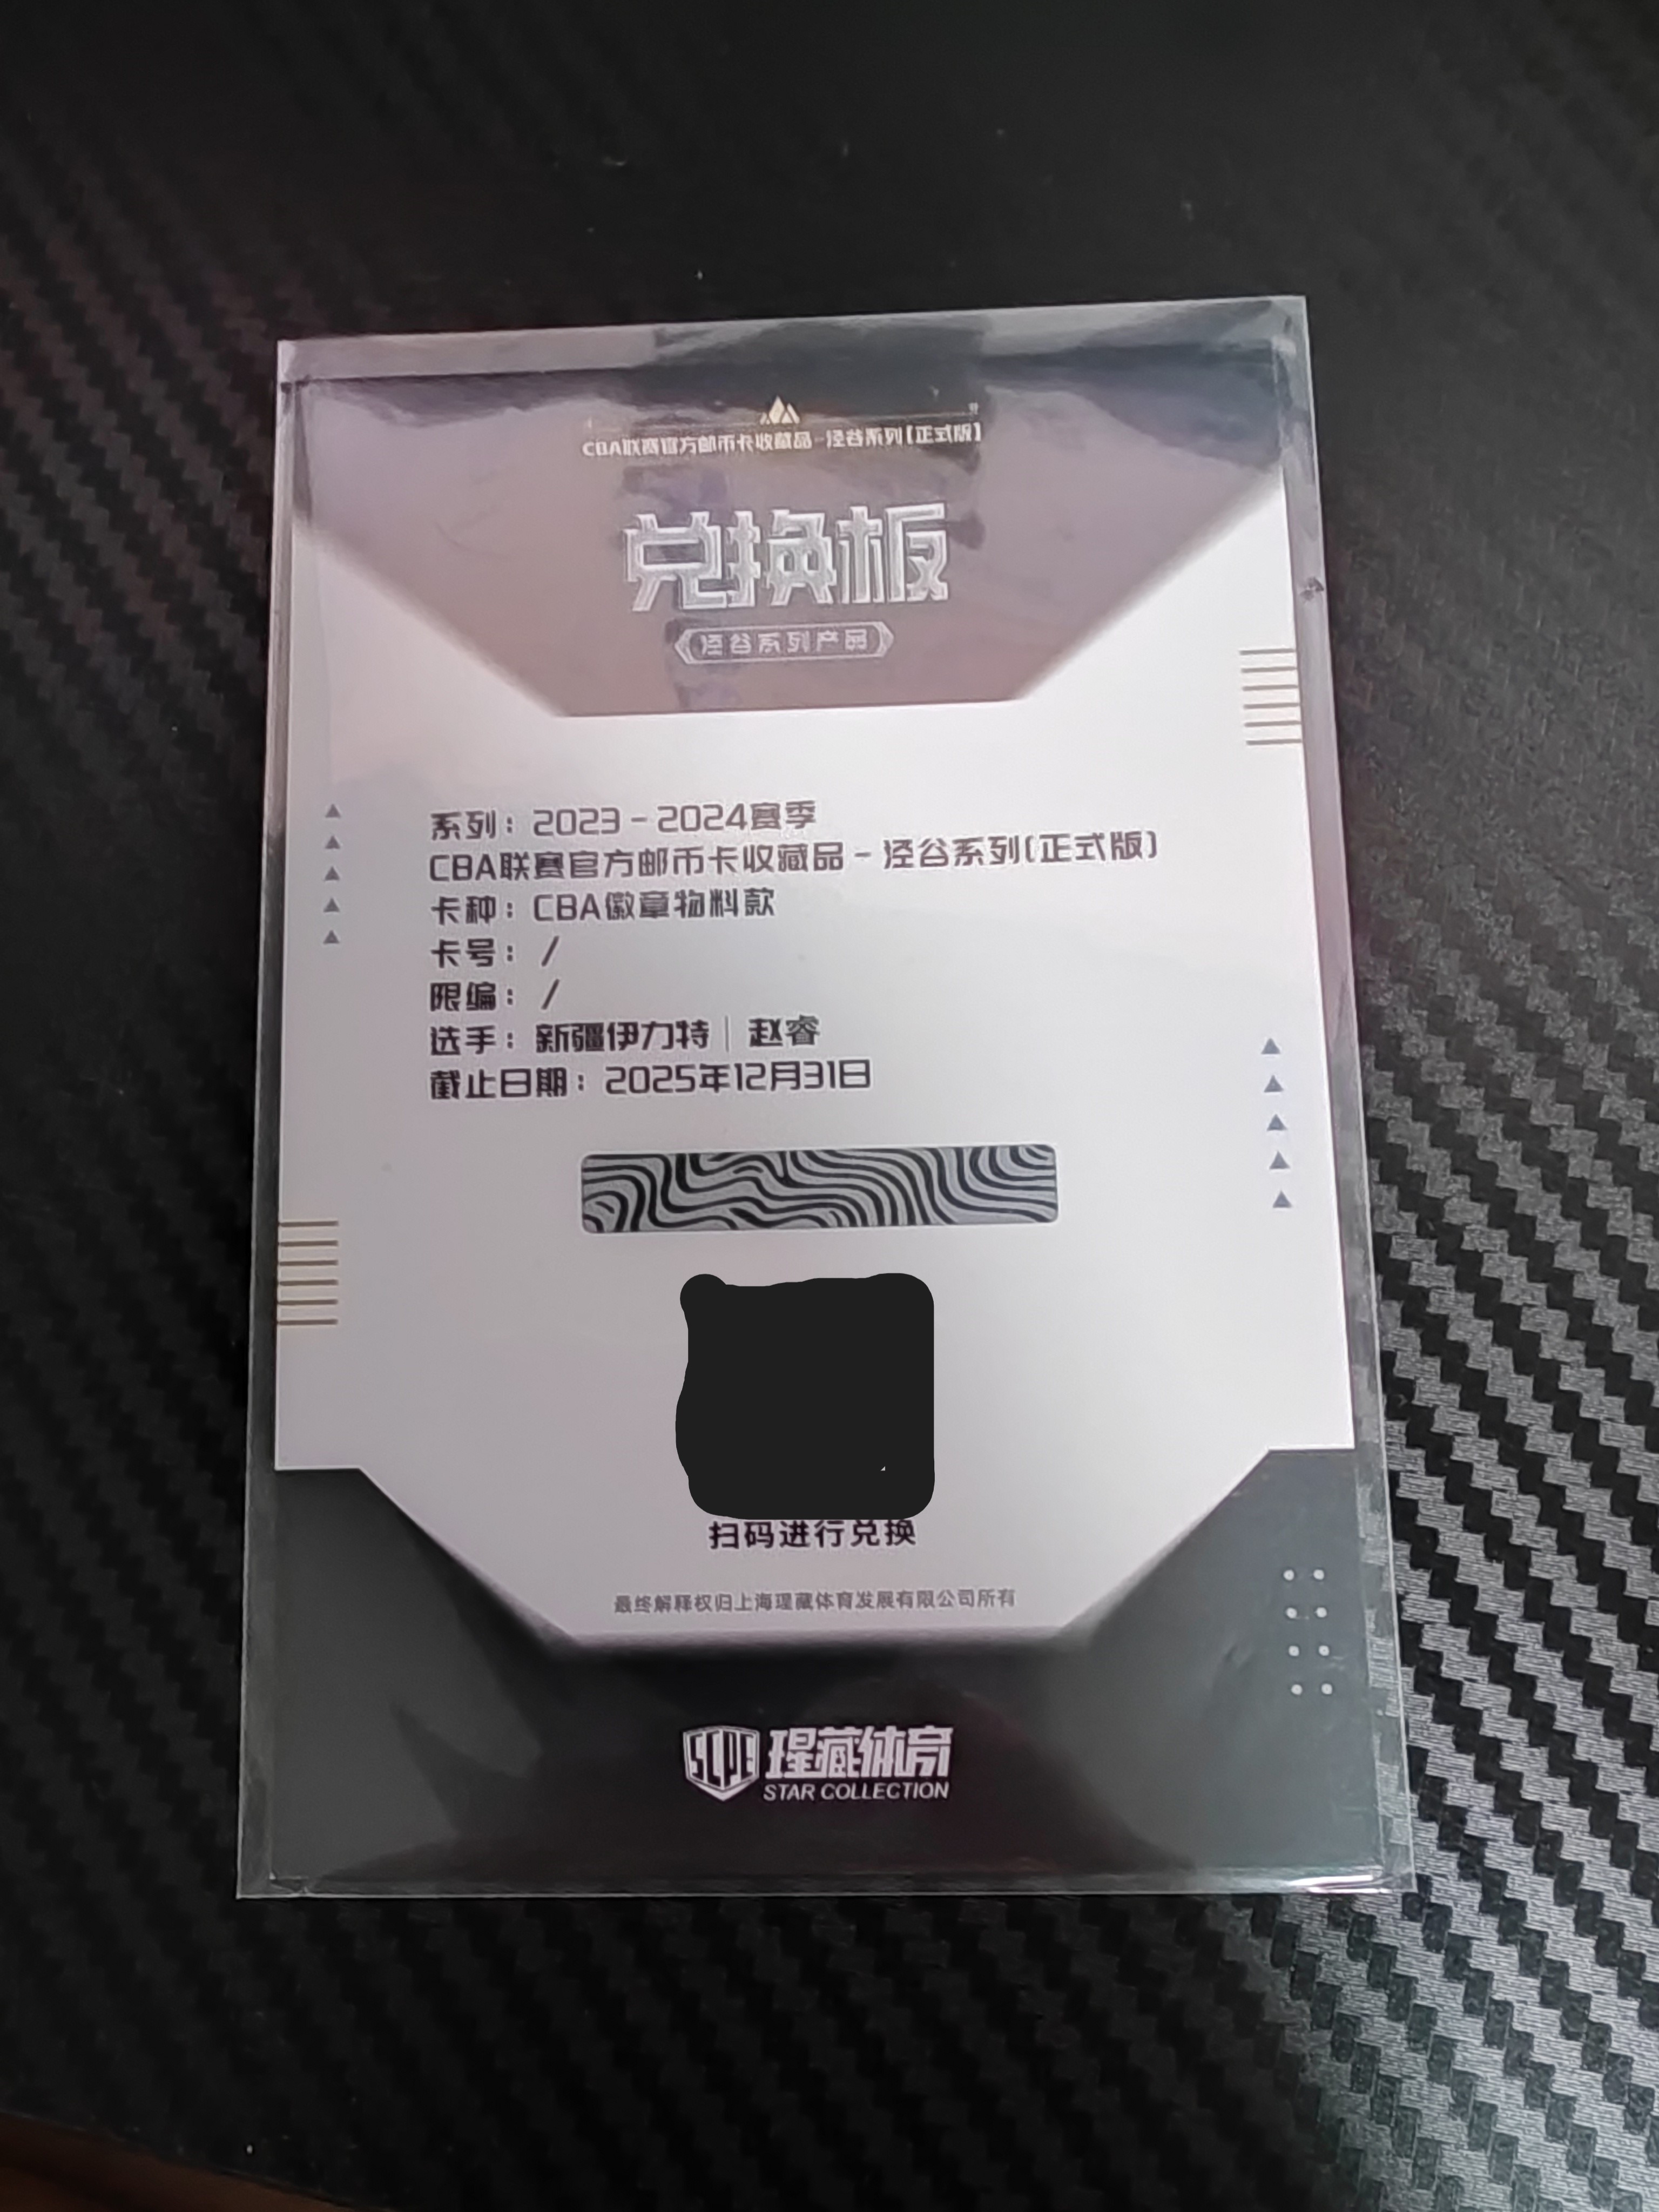 CBA联赛官方邮币卡收藏品-泾谷系列[正式版]
兑换板
泾谷系列产品
系列：2023-2024赛季
CBA联赛官方邮币卡收藏品-泾谷系列(正式版)
卡种：CBA徽章物料款
卡号：/
限编：/
选手：新疆伊力特|赵睿
截止日期：2025年12月31日
扫码进行兑换
最终解释权归上海瑆藏体育发展有限公司所有
SCPE 瑆藏体育
STAR COLLECTION